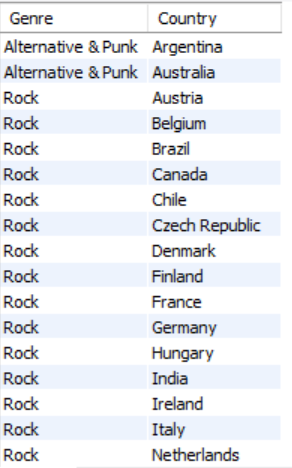 Genre Country
Alternative & Punk Argentina
Alternative & Punk Australia
Rock Austria
Rock Belgium
Rock Brazil
Rock Canada
Rock Chile
Rock Czech Republic
Rock Denmark
Rock Finland
Rock France
Rock Germany
Rock Hungary
Rock India
Rock Ireland
Rock Italy
Rock Netherlands